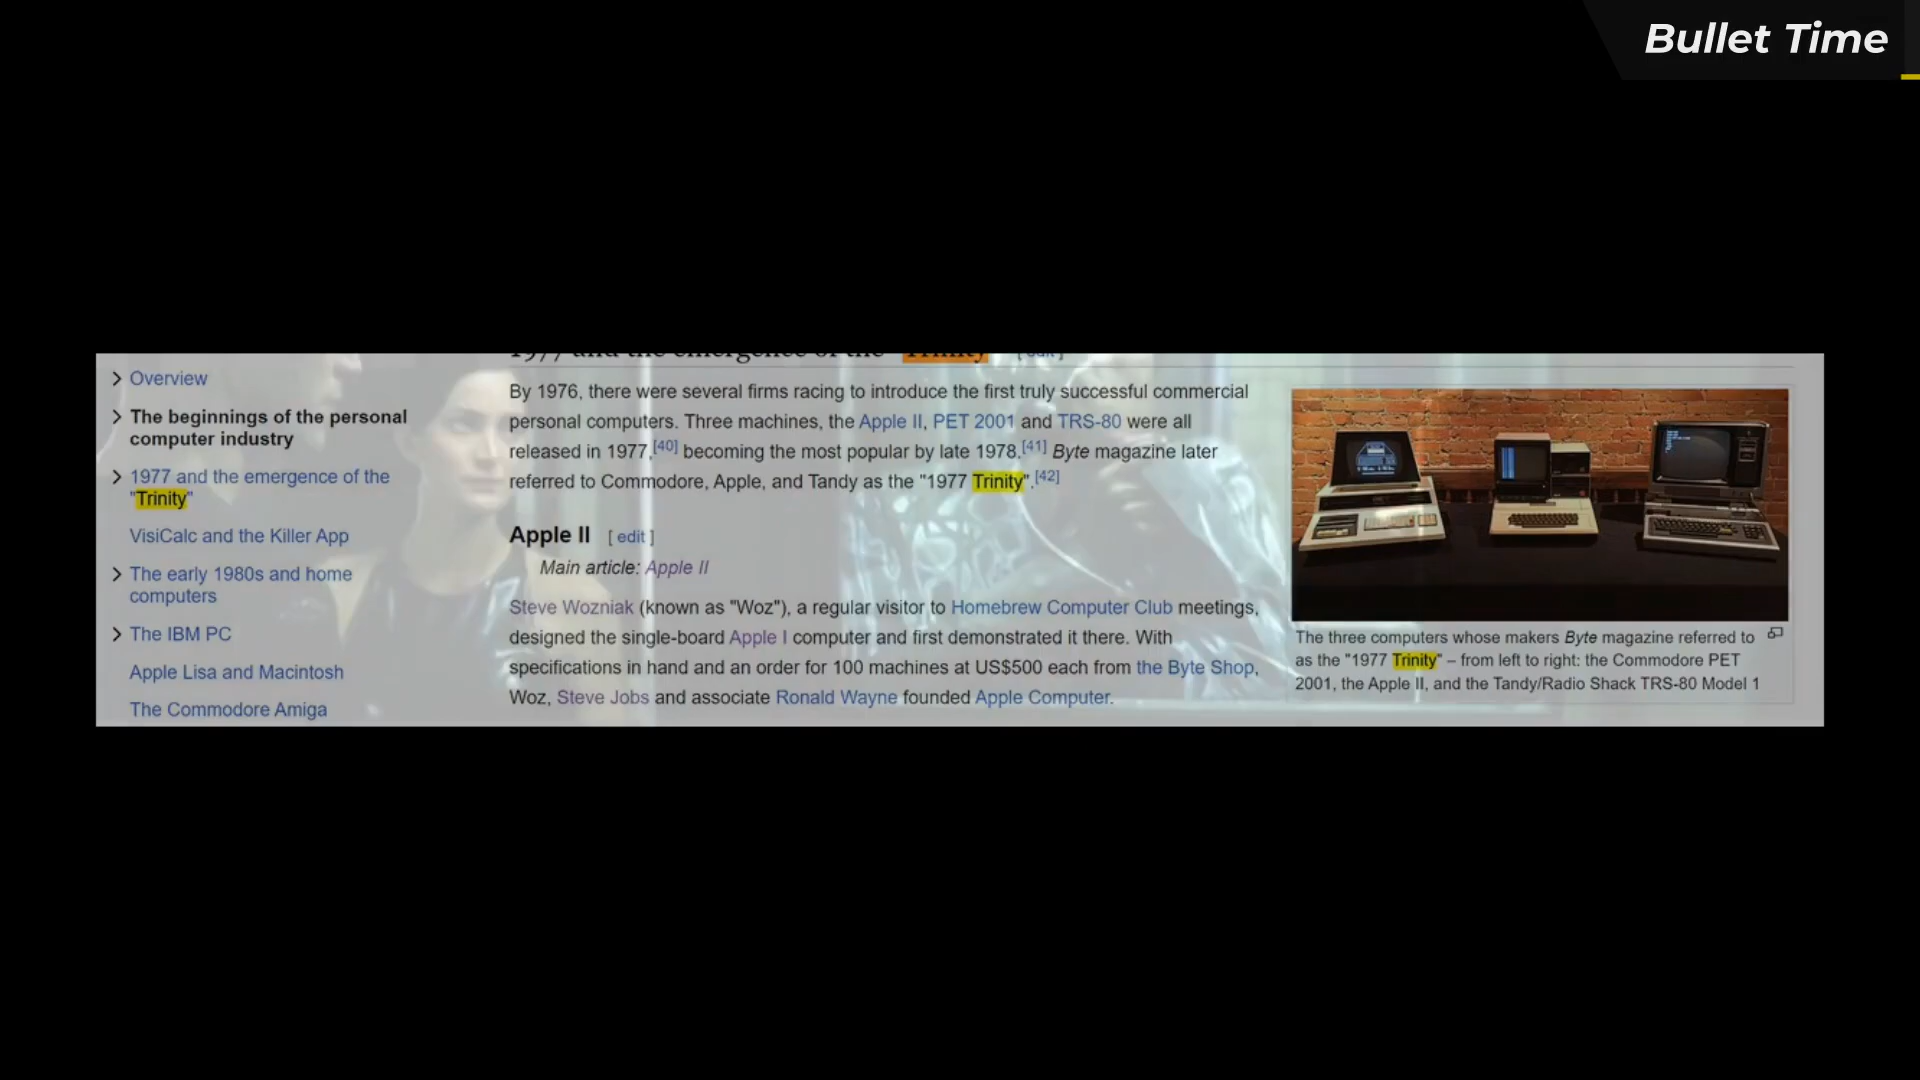 Bullet Time
Overview
The beginnings of the personal
computer industry
1977 and the emergence of the
"Trinity"
VisiCalc and the Killer App
The early 1980s and home
computers
The IBM PC
Apple Lisa and Macintosh
The Commodore Amiga
1977 and the emergence of the "Trinity" [ edit ]
By 1976, there were several firms racing to introduce the first truly successful commercial
personal computers. Three machines, the Apple II, PET 2001 and TRS-80 were all
released in 1977,[40] becoming the most popular by late 1978.[41] Byte magazine later
referred to Commodore, Apple, and Tandy as the "1977 Trinity".[42]
Apple II [ edit ]
Main article: Apple II
Steve Wozniak (known as "Woz"), a regular visitor to Homebrew Computer Club meetings,
designed the single-board Apple I computer and first demonstrated it there. With
specifications in hand and an order for 100 machines at US$500 each from the Byte Shop,
Woz, Steve Jobs and associate Ronald Wayne founded Apple Computer.
The three computers whose makers Byte magazine referred to
as the "1977 Trinity" – from left to right: the Commodore PET
2001, the Apple II, and the Tandy/Radio Shack TRS-80 Model 1